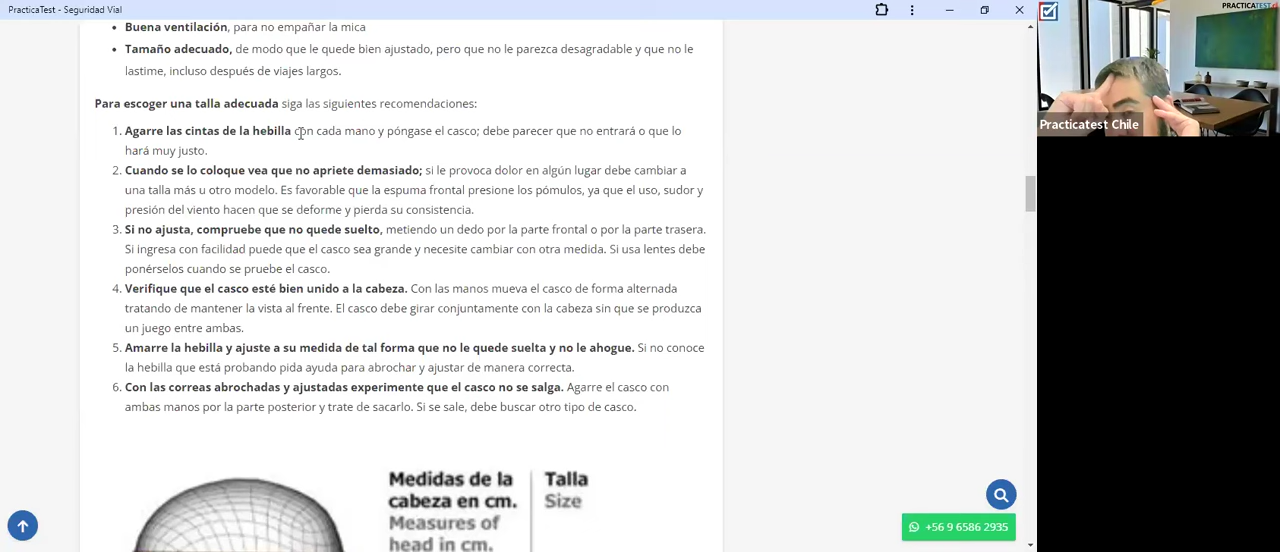 PracticaTest - Seguridad Vial
• Buena ventilación, para no empañar la mica
• Tamaño adecuado, de modo que le quede bien ajustado, pero que no le parezca desagradable y que no le
lastime, incluso después de viajes largos.
Para escoger una talla adecuada siga las siguientes recomendaciones:
1. Agarre las cintas de la hebilla con cada mano y póngase el casco; debe parecer que no entrará o que lo
hará muy justo.
2. Cuando se lo coloque vea que no apriete demasiado; si le provoca dolor en algún lugar debe cambiar a
una talla más u otro modelo. Es favorable que la espuma frontal presione los pómulos, ya que el uso, sudor y
presión del viento hacen que se deforme y pierda su consistencia.
3. Si no ajusta, compruebe que no quede suelto, metiendo un dedo por la parte frontal o por la parte trasera.
Si ingresa con facilidad puede que el casco sea grande y necesite cambiar con otra medida. Si usa lentes debe
ponérselos cuando se pruebe el casco.
4. Verifique que el casco esté bien unido a la cabeza. Con las manos mueva el casco de forma alternada
tratando de mantener la vista al frente. El casco debe girar conjuntamente con la cabeza sin que se produzca
un juego entre ambas.
5. Amarre la hebilla y ajuste a su medida de tal forma que no le quede suelta y no le ahogue. Si no conoce
la hebilla que está probando pida ayuda para abrochar y ajustar de manera correcta.
6. Con las correas abrochadas y ajustadas experimente que el casco no se salga. Agarre el casco con
ambas manos por la parte posterior y trate de sacarlo. Si se sale, debe buscar otro tipo de casco.
Medidas de la
cabeza en cm.
Measures of
head in cm.
Talla
Size
+56 9 6586 2935
PRACTICATEST
Practicatest Chile